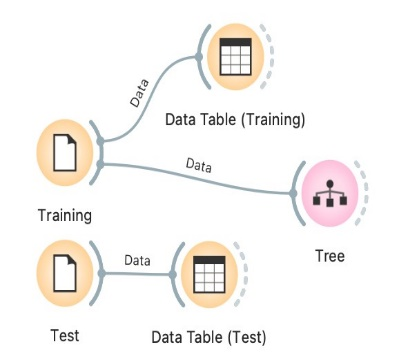 Data
Data Table (Training)
Data
Training
Tree
Data
Test
Data Table (Test)